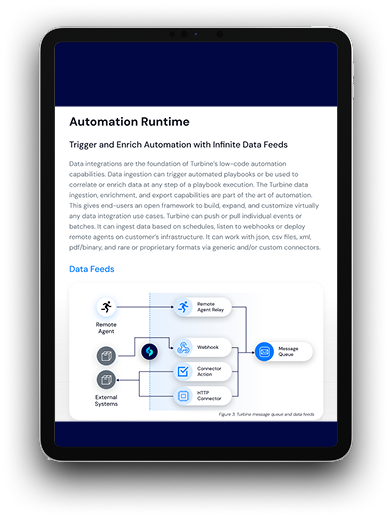 Automation Runtime
Trigger and Enrich Automation with Infinite Data Feeds
Data integrations are the foundation of Turbine's low-code automation
capabilities. Data ingestion can trigger automated playbooks or be used to
correlate or enrich data at any step of a playbook execution. The Turbine data
ingestion, enrichment, and export capabilities are part of the art of automation.
This gives end-users an open framework to build, expand, and customize virtually
any data integration use cases. Turbine can push or pull individual events or
batches. It can ingest data based on schedules, listen to webhooks or deploy
remote agents on customer's infrastructure. It can work with json, csv files, xml,
pdf/binary, and rare or proprietary formats via generic and/or custom connectors.
Data Feeds
Remote
Agent
Remote
Agent Relay
Webhook
Message
Queue
Connector
Action
External
Systems
HTTP
Connector
Figure 3: Turbine message queue and data feeds